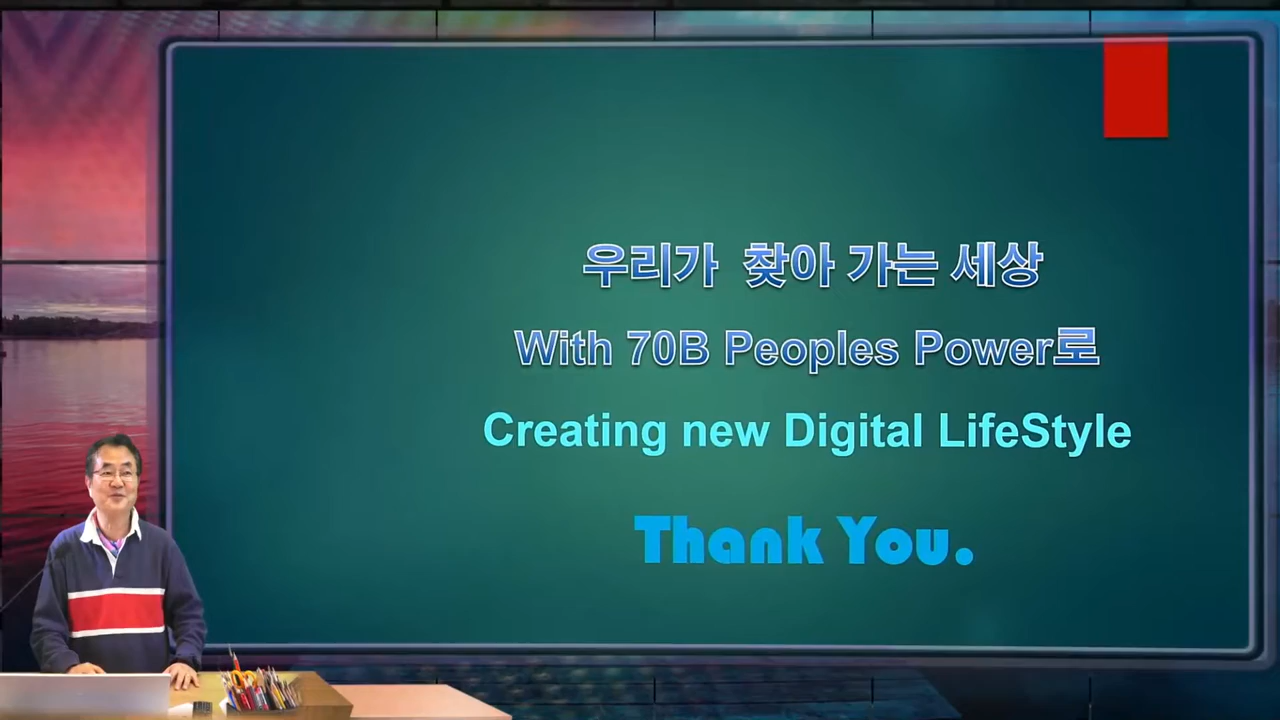 우리가 찾아 가는 세상
With 70B Peoples Power로
Creating new Digital LifeStyle
Thank You.